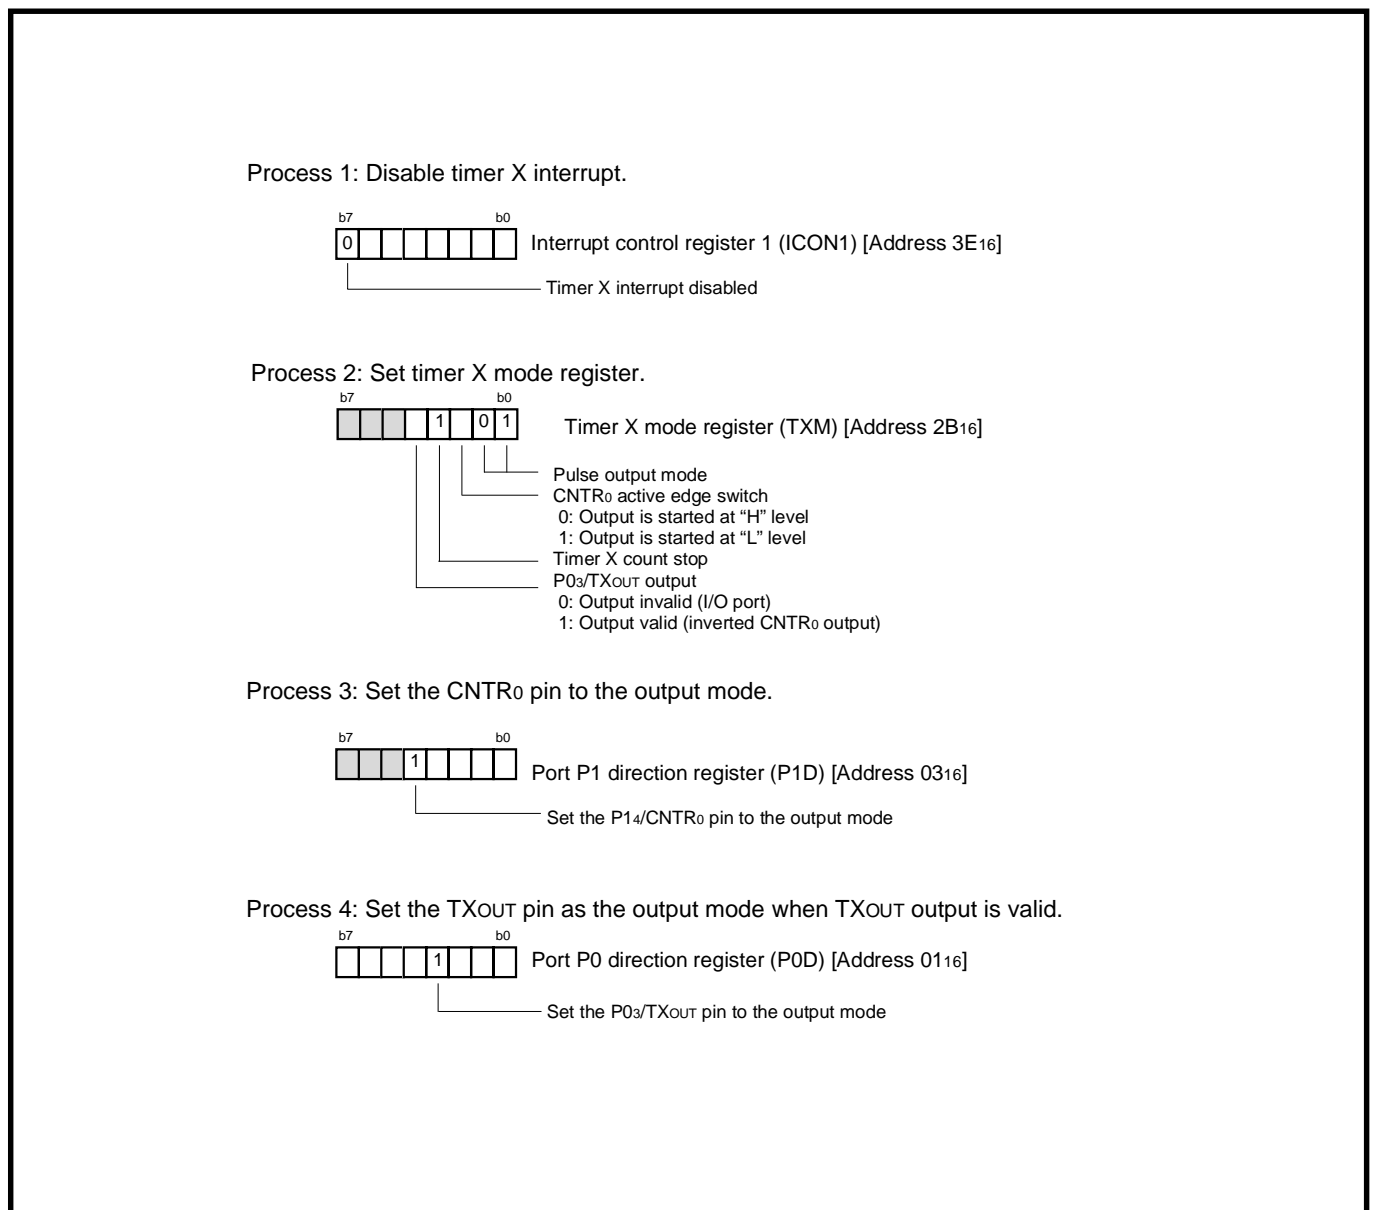 Process 1: Disable timer X interrupt.
b7 b0
0 Interrupt control register 1 (ICON1) [Address 3E16]
Timer X interrupt disabled
Process 2: Set timer X mode register.
b7 b0
1 0 1 Timer X mode register (TXM) [Address 2B16]
Pulse output mode
CNTR0 active edge switch
0: Output is started at “H” level
1: Output is started at “L” level
Timer X count stop
P03/TXOUT output
0: Output invalid (I/O port)
1: Output valid (inverted CNTR0 output)
Process 3: Set the CNTR0 pin to the output mode.
b7 b0
1 Port P1 direction register (P1D) [Address 0316]
Set the P14/CNTR0 pin to the output mode
Process 4: Set the TXOUT pin as the output mode when TXOUT output is valid.
b7 b0
1 Port P0 direction register (P0D) [Address 0116]
Set the P03/TXOUT pin to the output mode